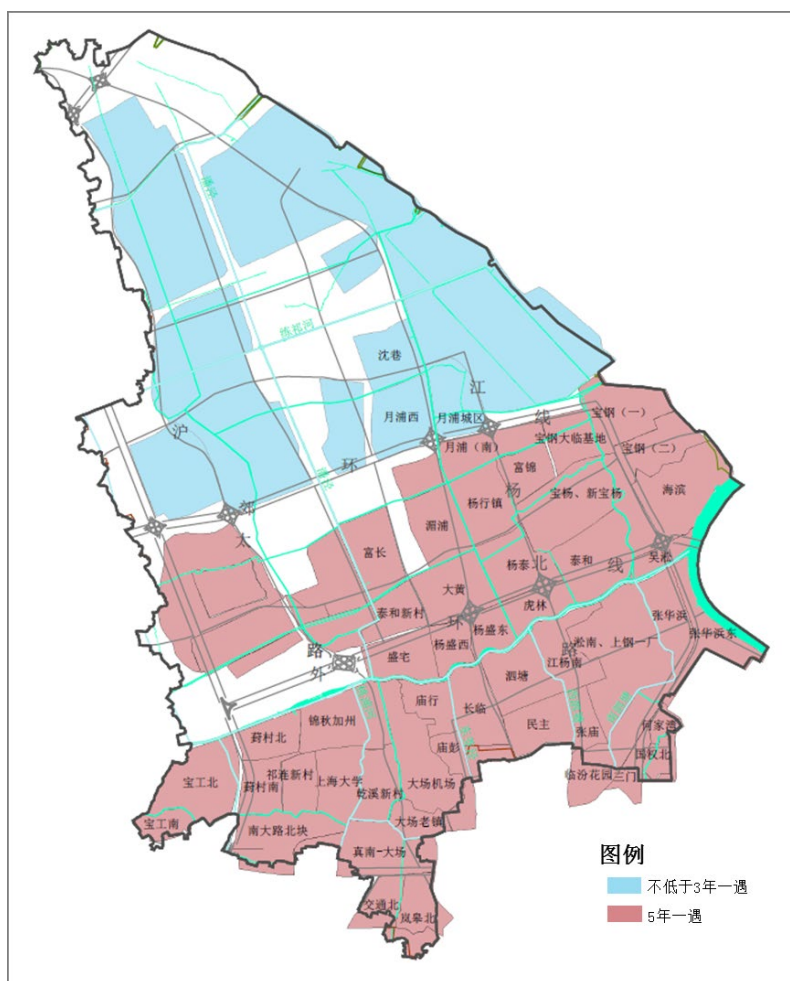 练祁河
沈巷
江
月浦西
月浦城区
线
宝钢（一）
沪
月浦（南）
宝钢大临基地
宝钢（二）
环
富锦
杨
海滨
郊
杨行镇
宝杨、新宝杨
太
湄浦
富长
杨泰
北
泰和
吴淞
大黄
线
泰和新村
虎林
张华浜
环
杨盛东
张华浜东
路
盛宅
杨盛西
淞南、上钢一厂
外
路
江杨南
泗塘
庙行
长临
锦秋加州
民主
张庙
何家湾
葑村北
庙彭
国权北
祁连新村
宝工北
葑村南
上海大学
大场机场
临汾花园
三门
乾溪新村
宝工南
南大路北块
大场老镇
真南-大场
图例
不低于3年一遇
交通北
5年一遇
岚皋北